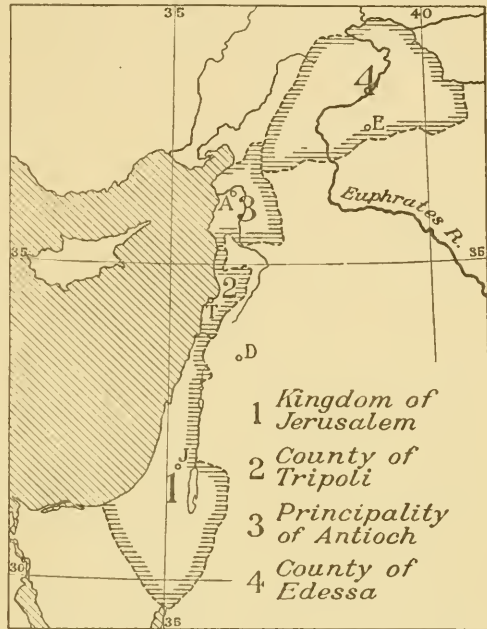 35
40
4
E
A
3
Euphrates R.
35
35
2
T
D
1 Kingdom of
Jerusalem
J
1
2 County of
Tripoli
3 Principality
of Antioch
30
4 County of
Edessa
35